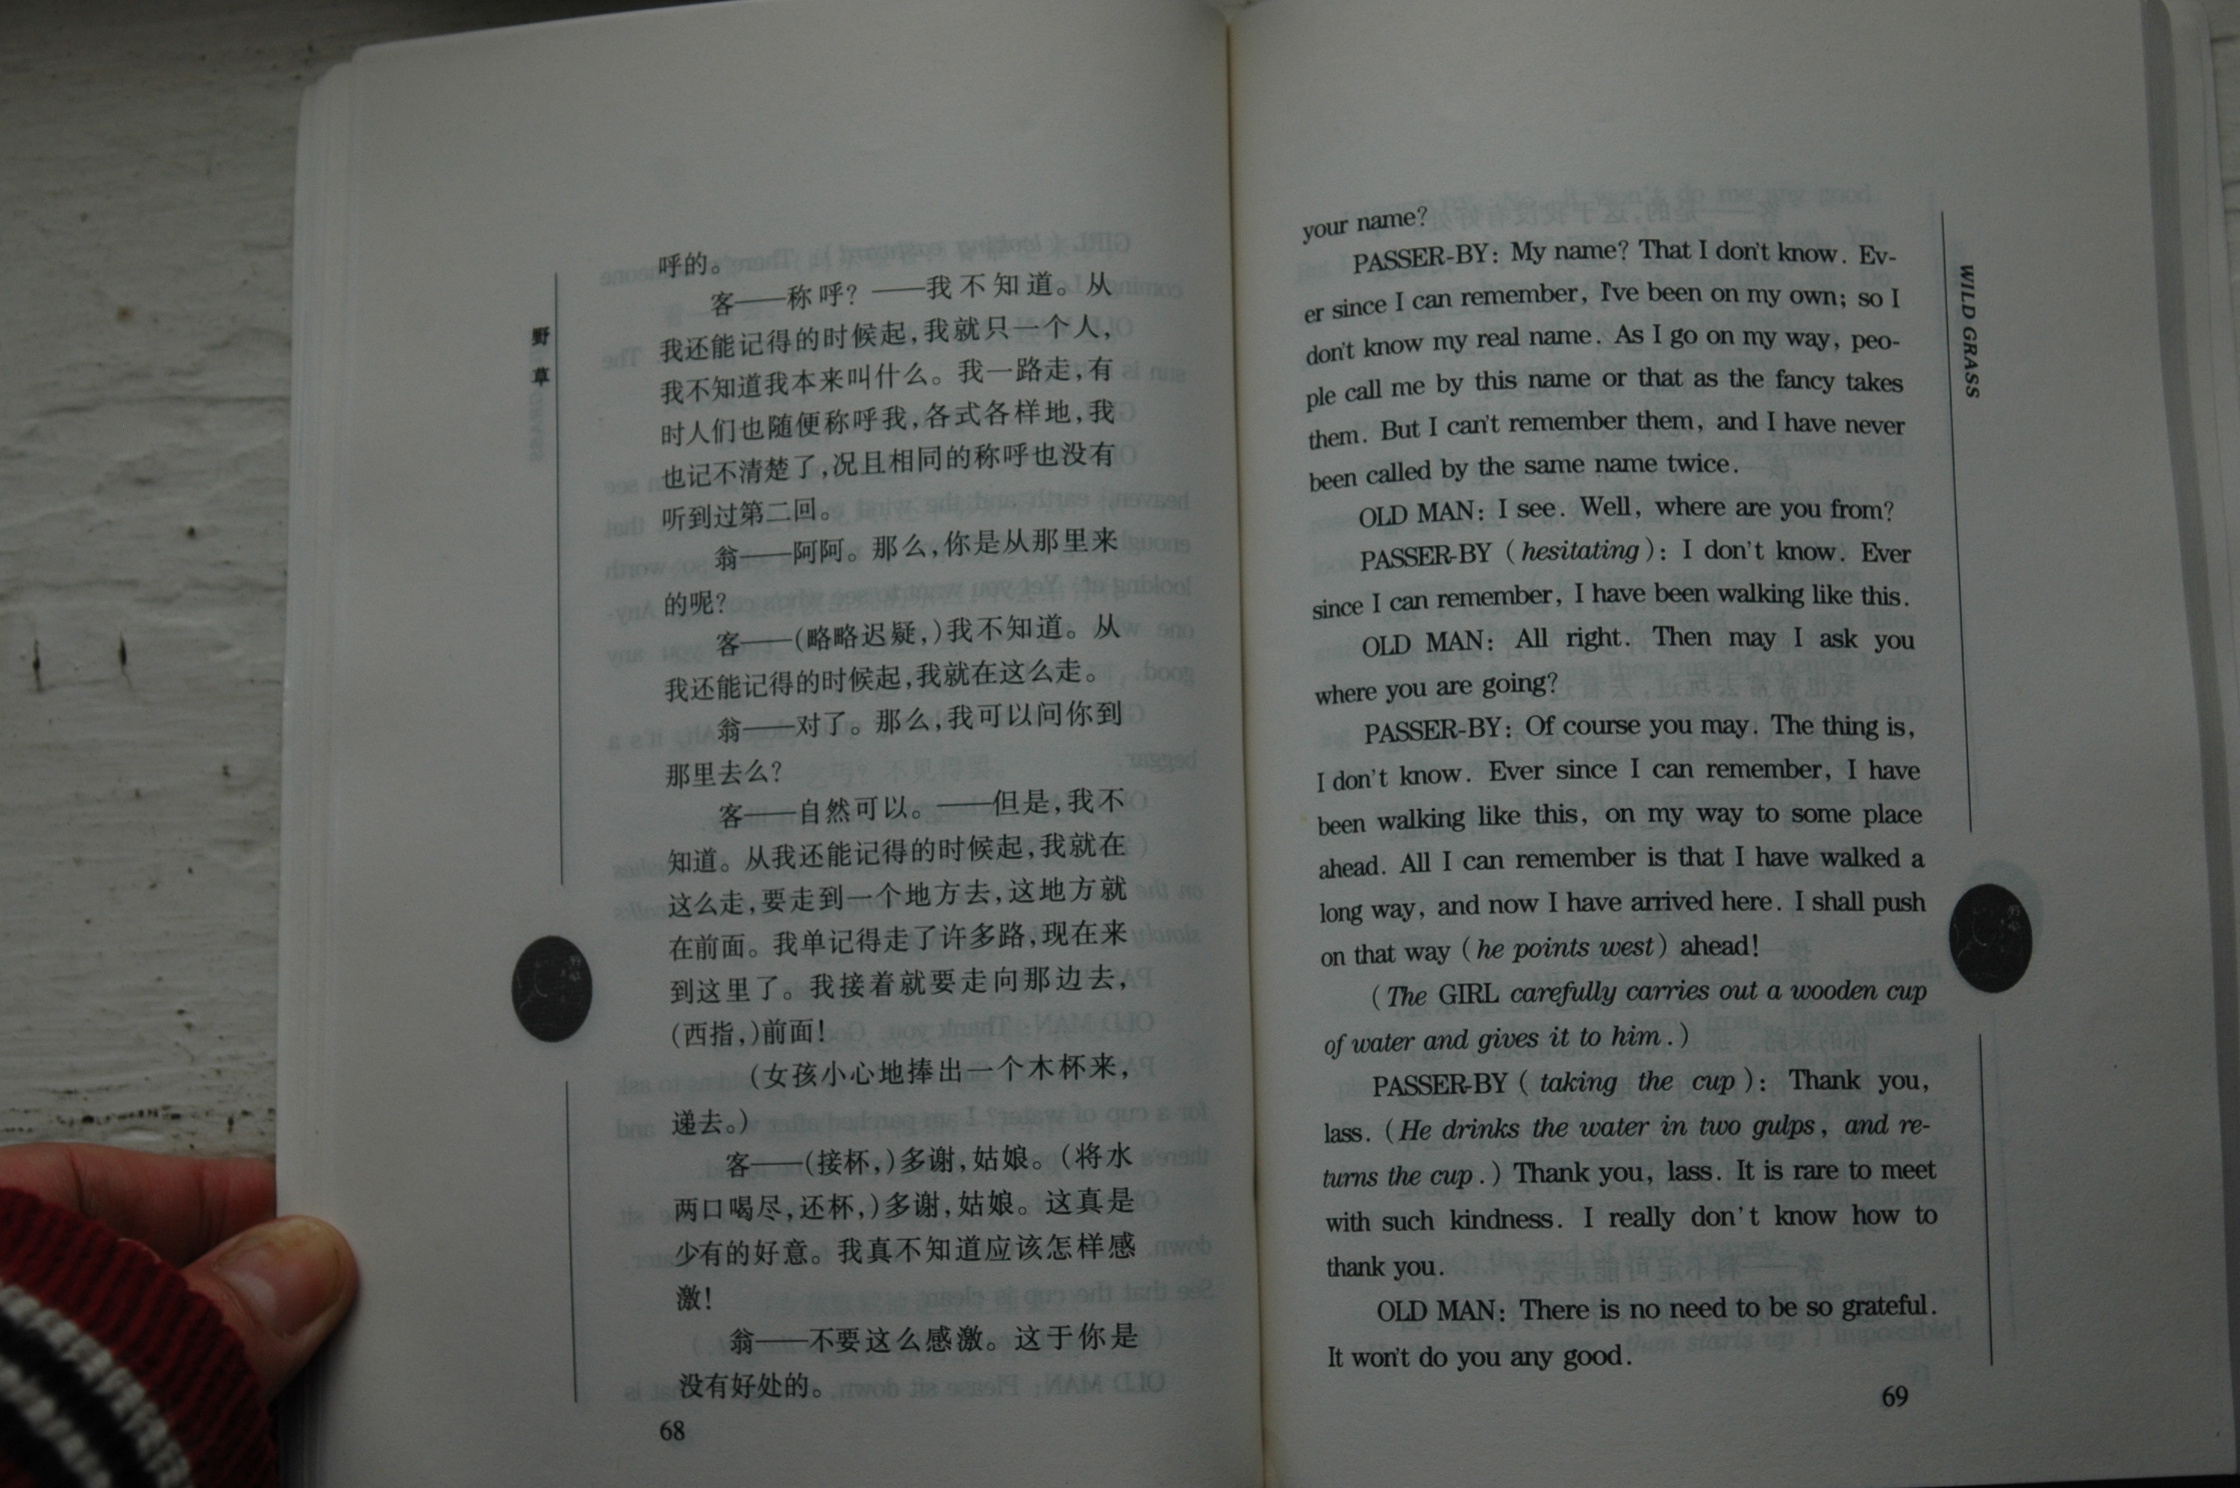 呼的。
客——称呼？——我不知道。从
我还能记得的时候起,我就只一个人,
我不知道我本来叫什么。我一路走,有
时人们也随便称呼我,各式各样地,我
也记不清楚了,况且相同的称呼也没有
听到过第二回。
翁——阿阿。那么,你是从那里来
的呢?
客——(略略迟疑,)我不知道。从
我还能记得的时候起,我就在这么走。
翁——对了。那么,我可以问你到
那里去么?
客——自然可以。——但是,我不
知道。从我还能记得的时候起,我就在
这么走,要走到一个地方去,这地方就
在前面。我单记得走了许多路,现在来
到这里了。我接着就要走向那边去,
(西指,)前面!
(女孩小心地捧出一个木杯来,
递去。)
客——(接杯,)多谢,姑娘。(将水
两口喝尽,还杯,)多谢,姑娘。这真是
少有的好意。我真不知道应该怎样感
激!
翁——不要这么感激。这于你是
没有好处的。
68
野草
your name?
PASSER-BY: My name? That I don't know. Ev-
er since I can remember, I've been on my own; so I
don't know my real name. As I go on my way, peo-
ple call me by this name or that as the fancy takes
them. But I can't remember them, and I have never
been called by the same name twice.
OLD MAN: I see. Well, where are you from?
PASSER-BY (hesitating): I don't know. Ever
since I can remember, I have been walking like this.
OLD MAN: All right. Then may I ask you
where you are going?
PASSER-BY: Of course you may. The thing is,
I don't know. Ever since I can remember, I have
been walking like this, on my way to some place
ahead. All I can remember is that I have walked a
long way, and now I have arrived here. I shall push
on that way (he points west) ahead!
(The GIRL carefully carries out a wooden cup
of water and gives it to him.)
PASSER-BY (taking the cup): Thank you,
lass. (He drinks the water in two gulps, and re-
turns the cup.) Thank you, lass. It is rare to meet
with such kindness. I really don't know how to
thank you.
OLD MAN: There is no need to be so grateful.
It won't do you any good.
69
WILD GRASS